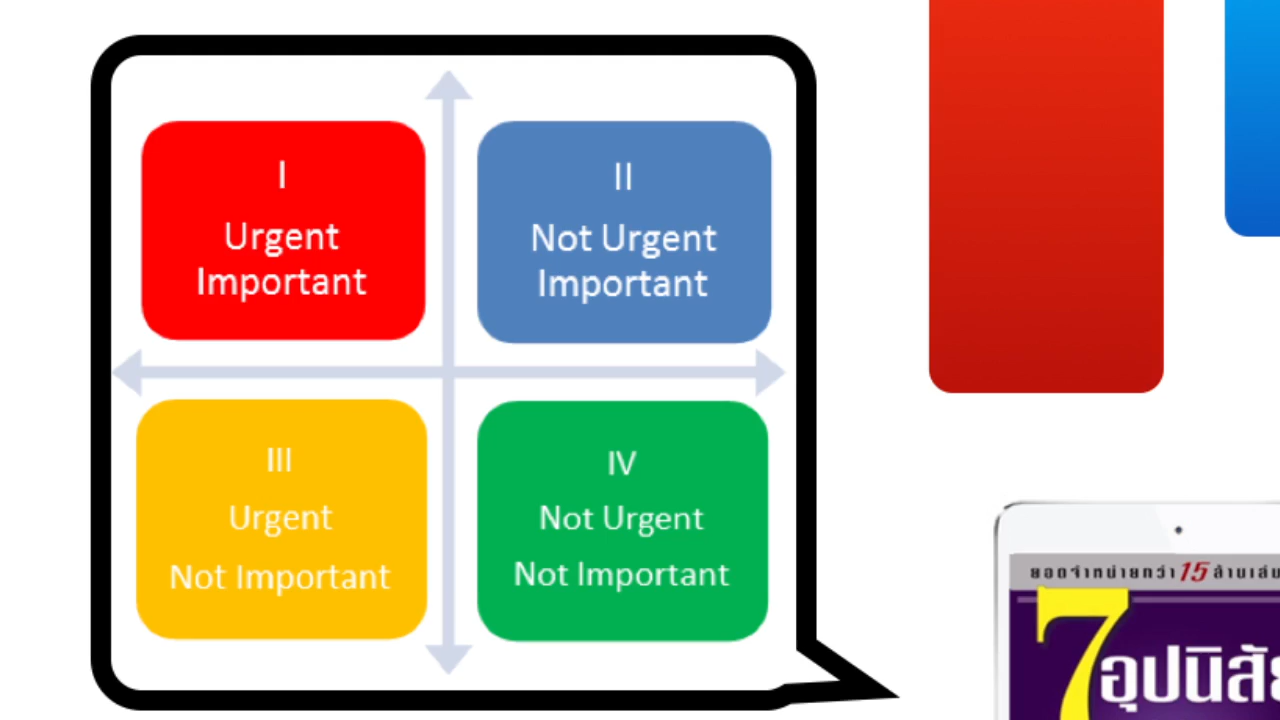 I
Urgent
Important
II
Not Urgent
Important
III
Urgent
Not Important
IV
Not Urgent
Not Important
ยอดจำหน่ายกว่า 15 ล้านเล่ม
7
อุปนิสัย